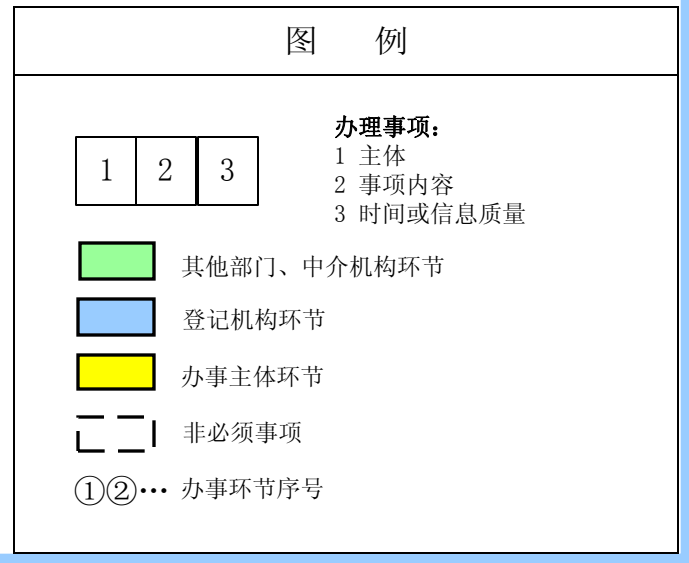 图 例
1 2 3
办理事项：
1 主体
2 事项内容
3 时间或信息质量
其他部门、中介机构环节
登记机构环节
办事主体环节
非必须事项
①②… 办事环节序号